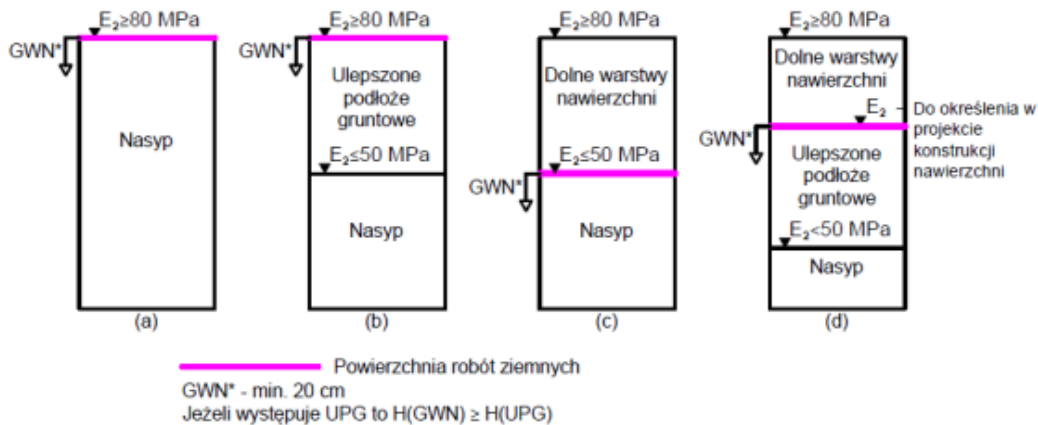 E₂≥80 MPa
GWN*
Nasyp
(a)
E₂≥80 MPa
GWN*
Ulepszone
podłoże
gruntowe
E₂≤50 MPa
Nasyp
(b)
E₂≥80 MPa
Dolne warstwy
nawierzchni
E₂≤50 MPa
GWN*
Nasyp
(c)
E₂≥80 MPa
Dolne warstwy
nawierzchni
E₂ - Do określenia w
projekcie
konstrukcji
nawierzchni
GWN*
Ulepszone
podłoże
gruntowe
E₂<50 MPa
Nasyp
(d)
Powierzchnia robót ziemnych
GWN* - min. 20 cm
Jeżeli występuje UPG to H(GWN) ≥ H(UPG)